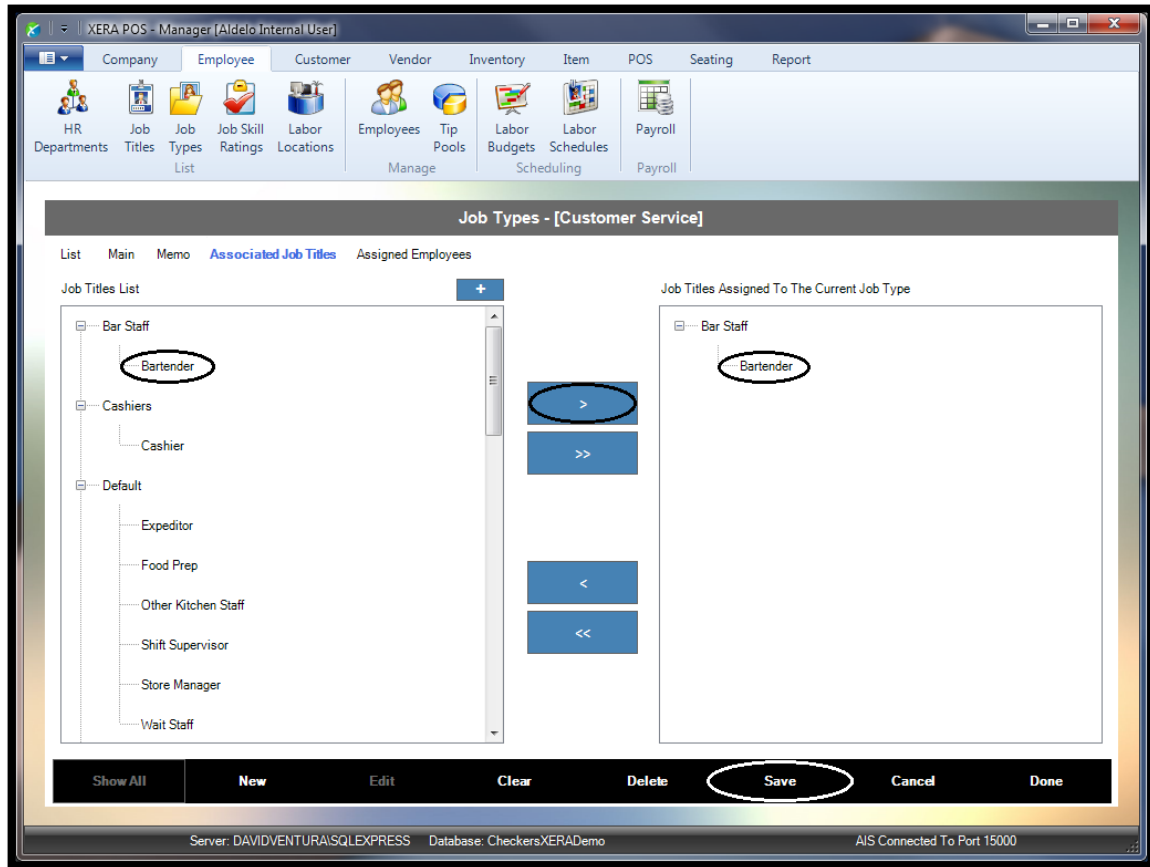 XERA POS - Manager [Aldelo Internal User]
Company Employee Customer Vendor Inventory Item POS Seating Report
HR Departments
Job Titles
Job Types
Job Skill Ratings
Labor Locations
Employees
Tip Pools
Labor Budgets
Labor Schedules
Payroll
List Manage Scheduling Payroll
Job Types - [Customer Service]
List Main Memo Associated Job Titles Assigned Employees
Job Titles List + Job Titles Assigned To The Current Job Type
Bar Staff
Bartender
Cashiers
Cashier
Default
Expeditor
Food Prep
Other Kitchen Staff
Shift Supervisor
Store Manager
Wait Staff
>
>>
<
<<
Bar Staff
Bartender
Show All New Edit Clear Delete Save Cancel Done
Server: DAVIDVENTURA\SQLEXPRESS Database: CheckersXERADemo AIS Connected To Port 15000